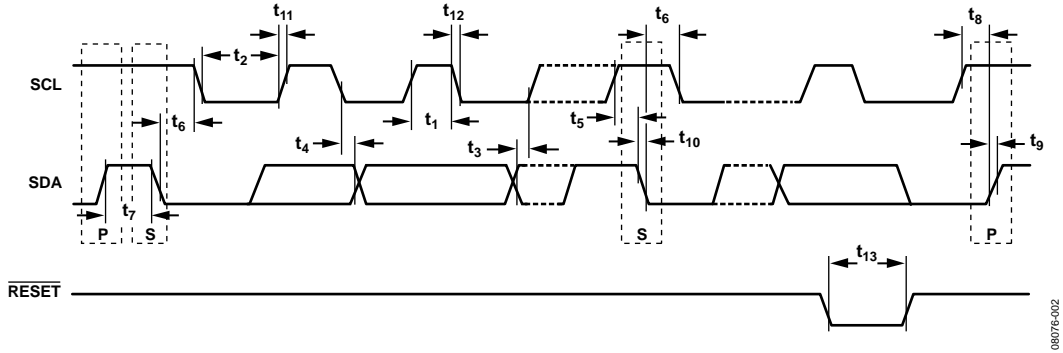 t11 t12 t6 t8
t2
SCL
t6 t1 t5 t10
t4 t3 t9
SDA
t7
P S S P
t13
RESET
08076-002